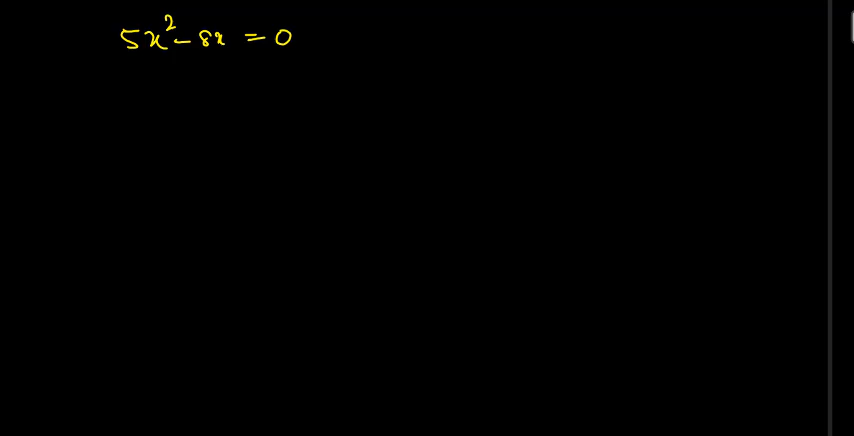 5x² - 8x = 0